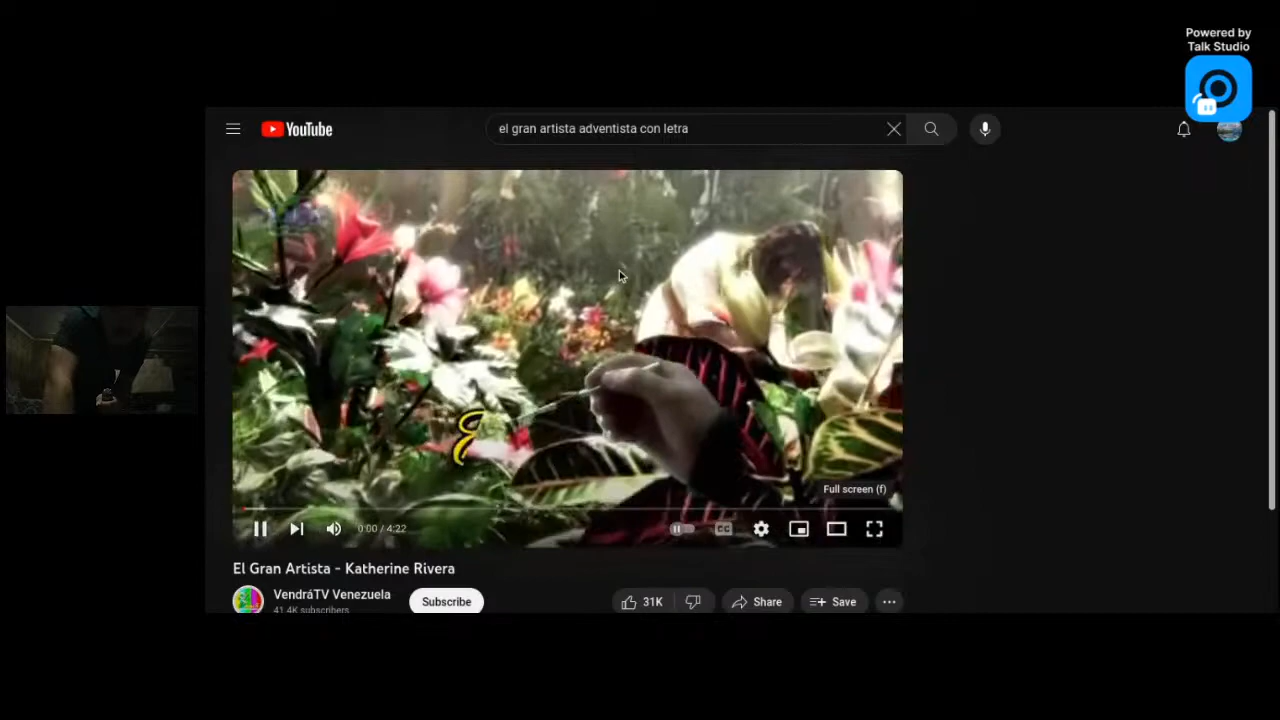 Powered by
Talk Studio
YouTube
el gran artista adventista con letra
E
Full screen (f)
0:00 / 4:22
CC
El Gran Artista - Katherine Rivera
VendráTV Venezuela
41.4K subscribers
Subscribe
31K
Share
Save